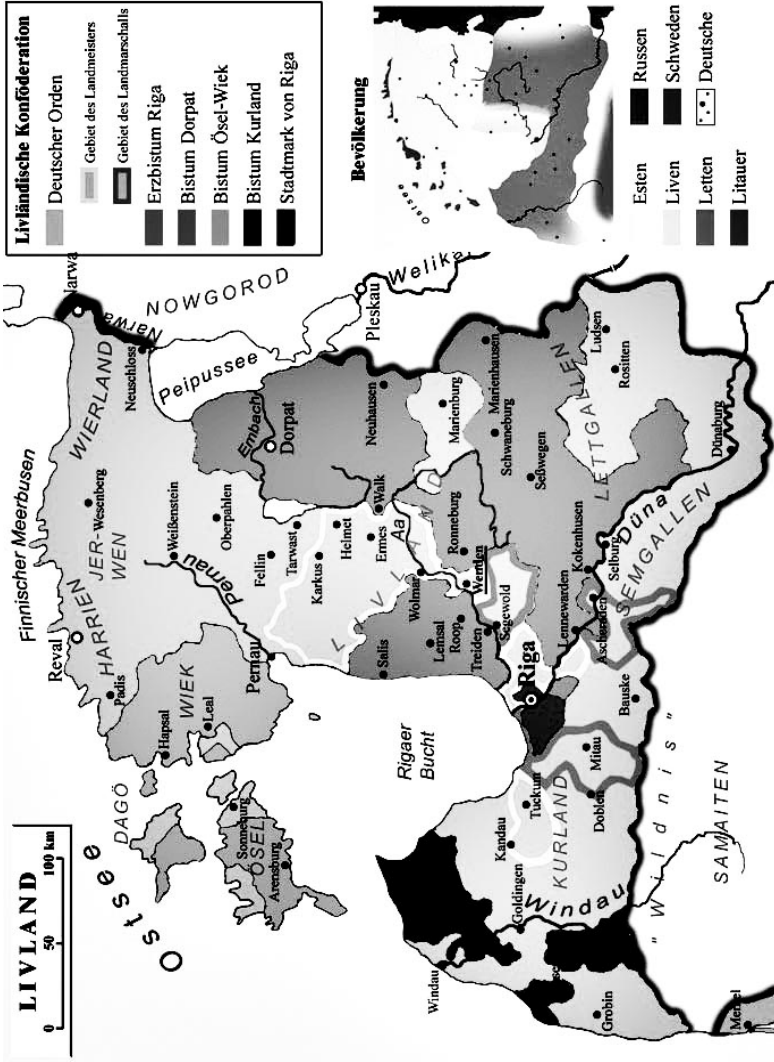 LIVLAND
0 50 100 km
Ostsee
Finnischer Meerbusen
Rigaer
Bucht
DAGÖ
ÖSEL
Sonneburg
Arensburg
WIEK
Hapsal
Leal
Padis
Reval
HARRIEN
JER-
WEN
Wesenberg
WIERLAND
Narwa
Neuschloss
NOWGOROD
Peipussee
Pleskau
Welikaja
Pernau
Pernau
Weißenstein
Oberpahlen
Fellin
Tarwast
Karkus
Helmet
Ermes
Walk
Embach
Dorpat
Neuhausen
Marienburg
Marienhausen
Schwaneburg
Seßwegen
LETTGALLEN
Ludsen
Rositten
Dünaburg
LIVLAND
Aa
Salis
Wolmar
Lemsal
Roop
Treiden
Ronneburg
Wenden
Segewold
Riga
Lennewarden
Kokenhusen
Ascheraden
Selburg
Düna
SEMGALLEN
Bauske
Mitau
Doblen
Tuckum
Kandau
KURLAND
Goldingen
Windau
Windau
Grobin
Memel
"Wildnis"
SAMAITEN
Livländische Konföderation
Deutscher Orden
Gebiet des Landmeisters
Gebiet des Landmarschalls
Erzbistum Riga
Bistum Dorpat
Bistum Ösel-Wiek
Bistum Kurland
Stadtmark von Riga
Bevölkerung
Ostsee
Esten
Liven
Letten
Litauer
Russen
Schweden
Deutsche